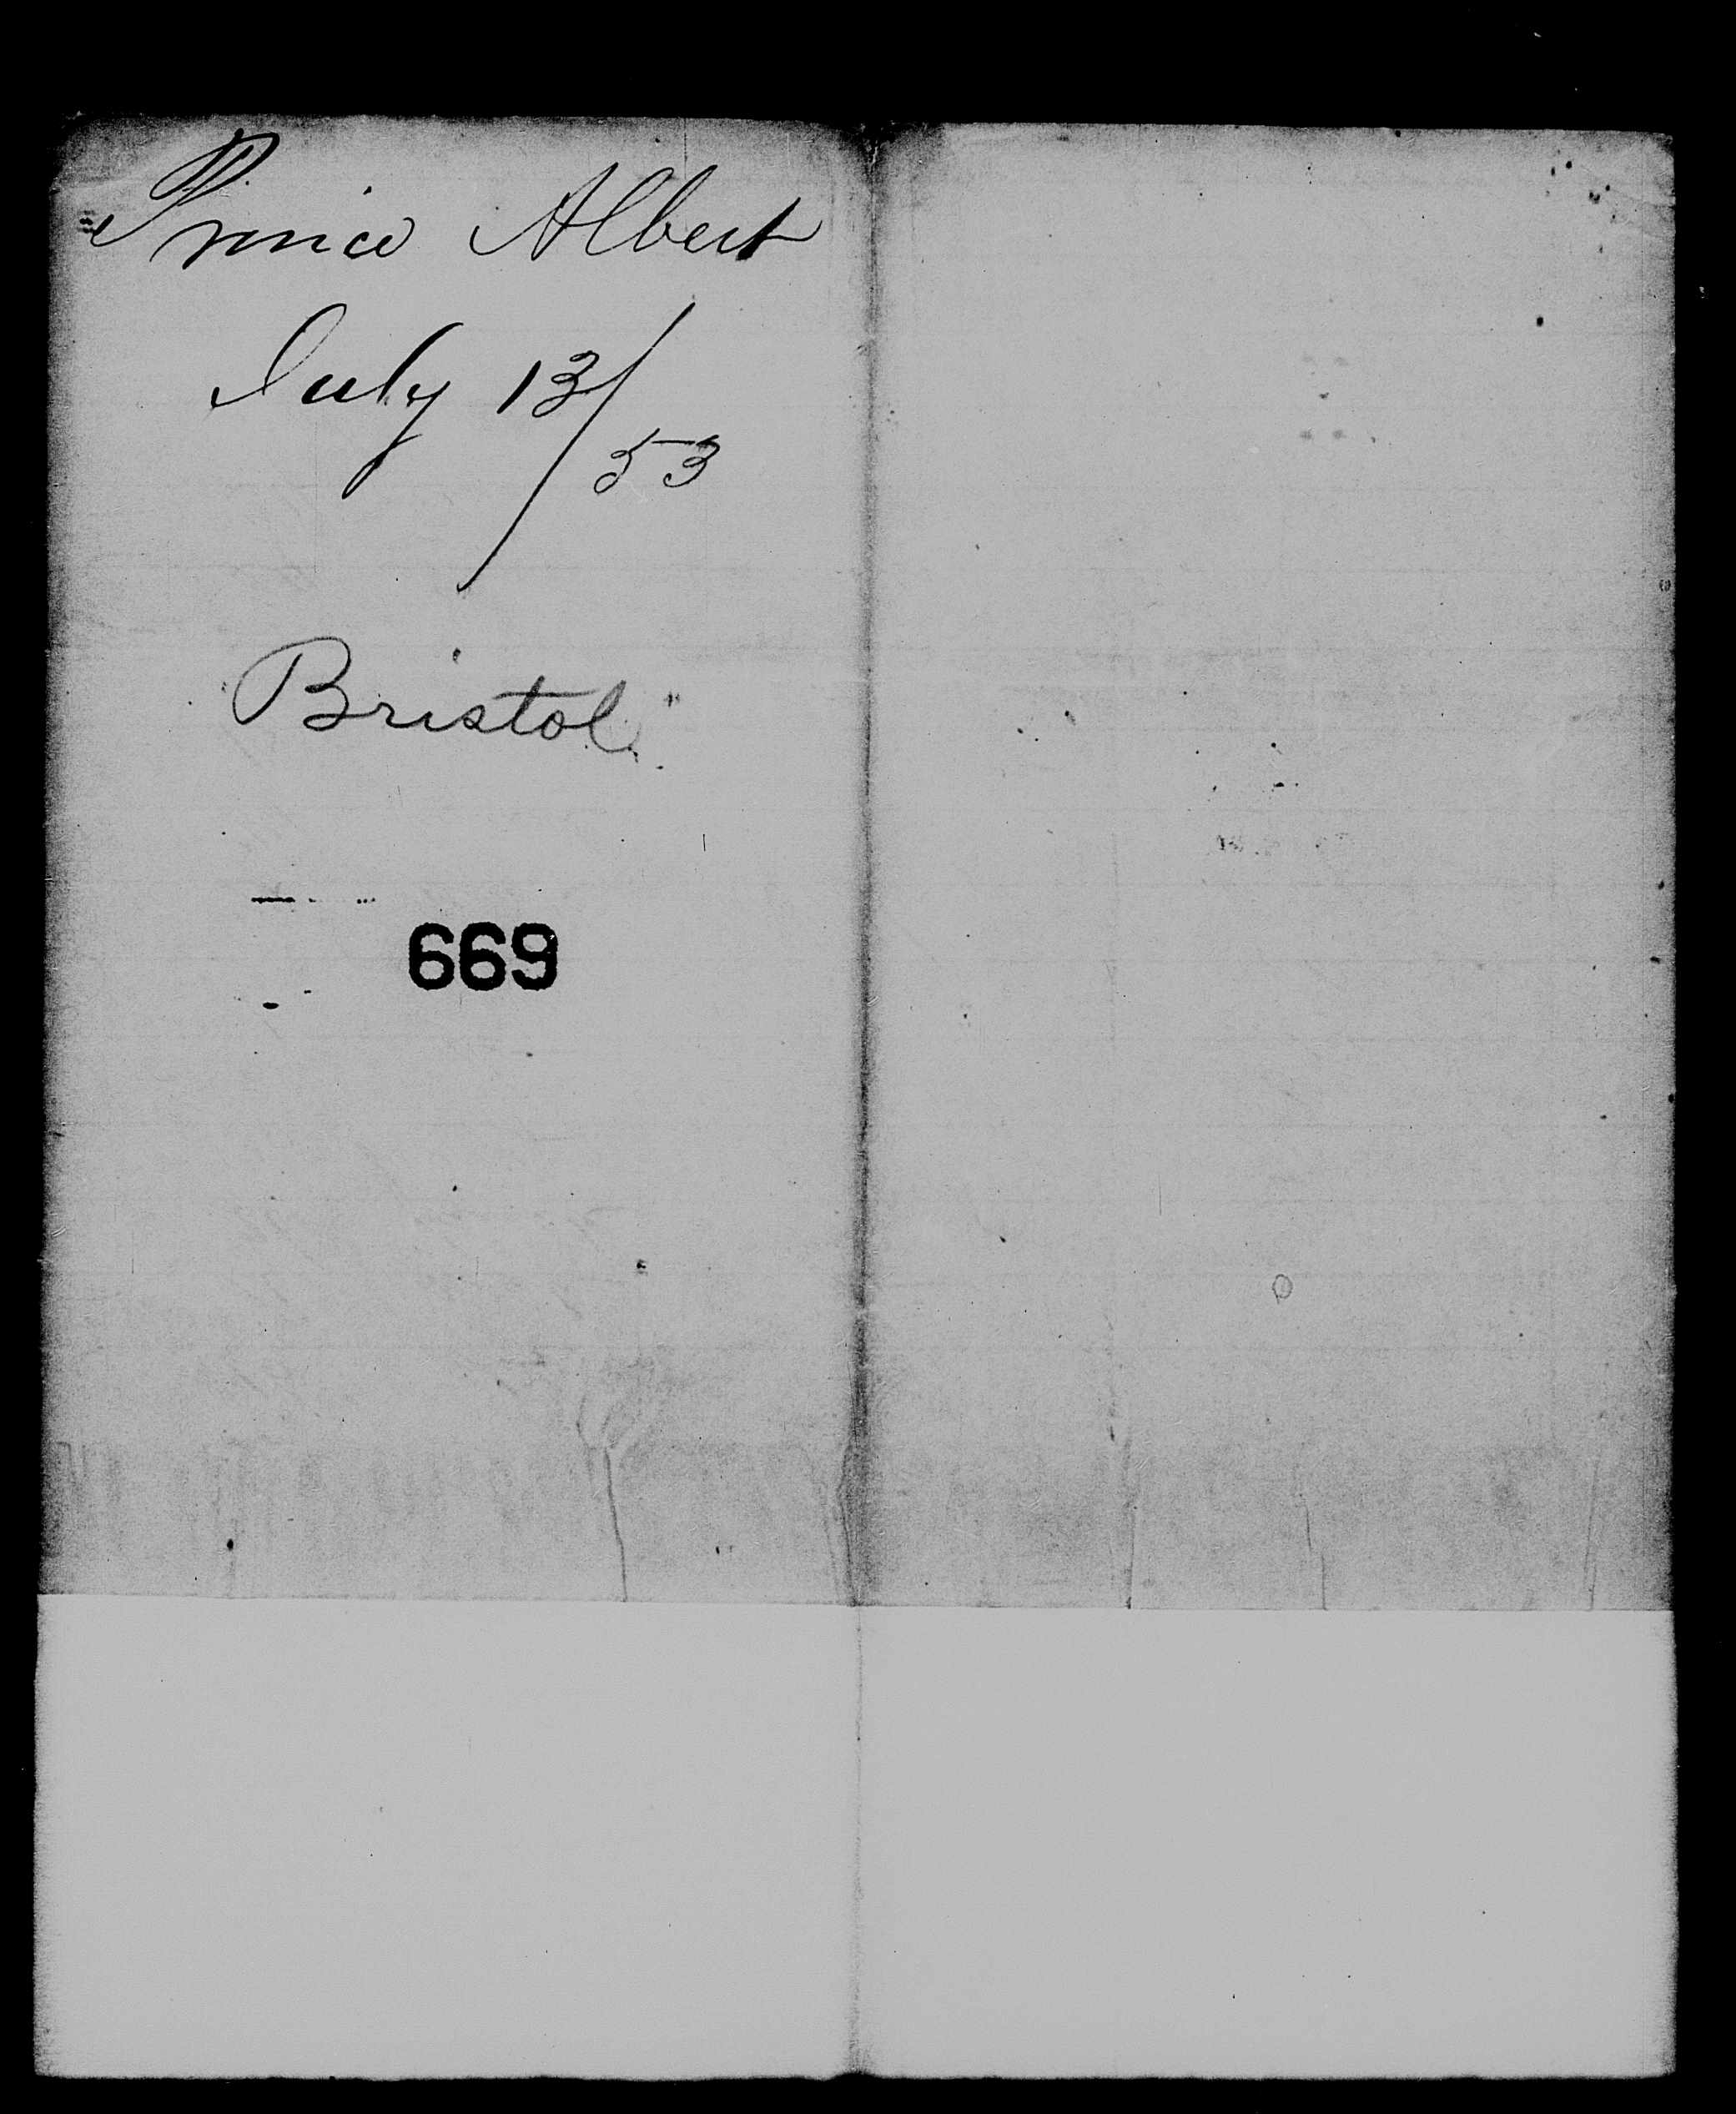 Prince Albert
July 13/
53
"Bristol"
669